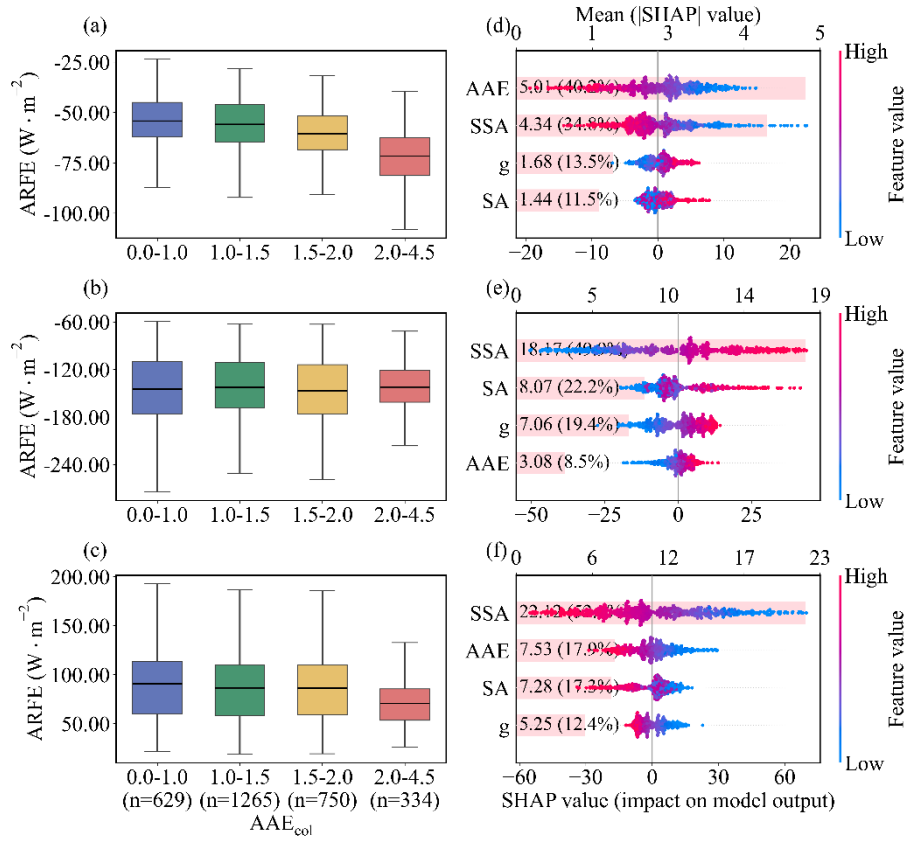 (a)
-25.00
-50.00
-75.00
-100.00
ARFE (W · m⁻²)
0.0-1.0 1.0-1.5 1.5-2.0 2.0-4.5
(d) Mean (|SHAP| value)
0 1 3 4 5
AAE 5.01 (40.2%)
SSA 4.34 (34.8%)
g 1.68 (13.5%)
SA 1.44 (11.5%)
−20 −10 0 10 20
High
Feature value
Low
(b)
-60.00
-120.00
-180.00
-240.00
ARFE (W · m⁻²)
0.0-1.0 1.0-1.5 1.5-2.0 2.0-4.5
(e)
0 5 10 14 19
SSA 18.17
SA 8.07 (22.2%)
g 7.06 (19.4%)
AAE 3.08 (8.5%)
−50 −25 0 25
High
Feature value
Low
(c)
200.00
150.00
100.00
50.00
ARFE (W · m⁻²)
0.0-1.0 1.0-1.5 1.5-2.0 2.0-4.5
(n=629) (n=1265) (n=750) (n=334)
AAEcol
(f)
0 6 12 17 23
SSA 22.12
AAE 7.53 (17.9%)
SA 7.28 (17.3%)
g 5.25 (12.4%)
−60 −30 0 30 60
SHAP value (impact on model output)
High
Feature value
Low